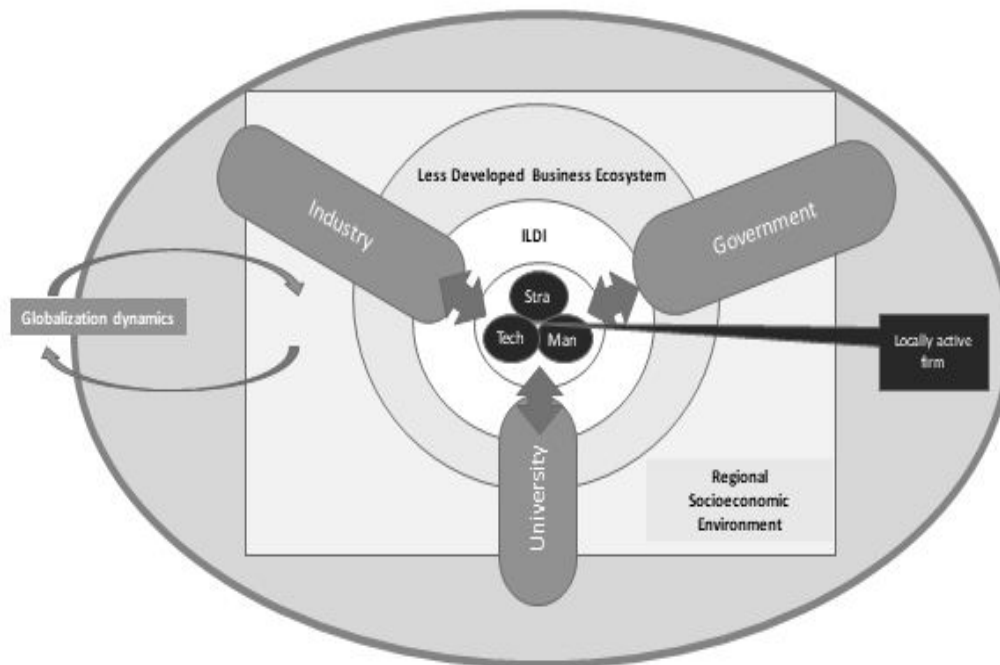 Less Developed Business Ecosystem
Industry
Government
ILDI
Stra
Tech
Man
Globalization dynamics
Locally active
firm
University
Regional
Socioeconomic
Environment